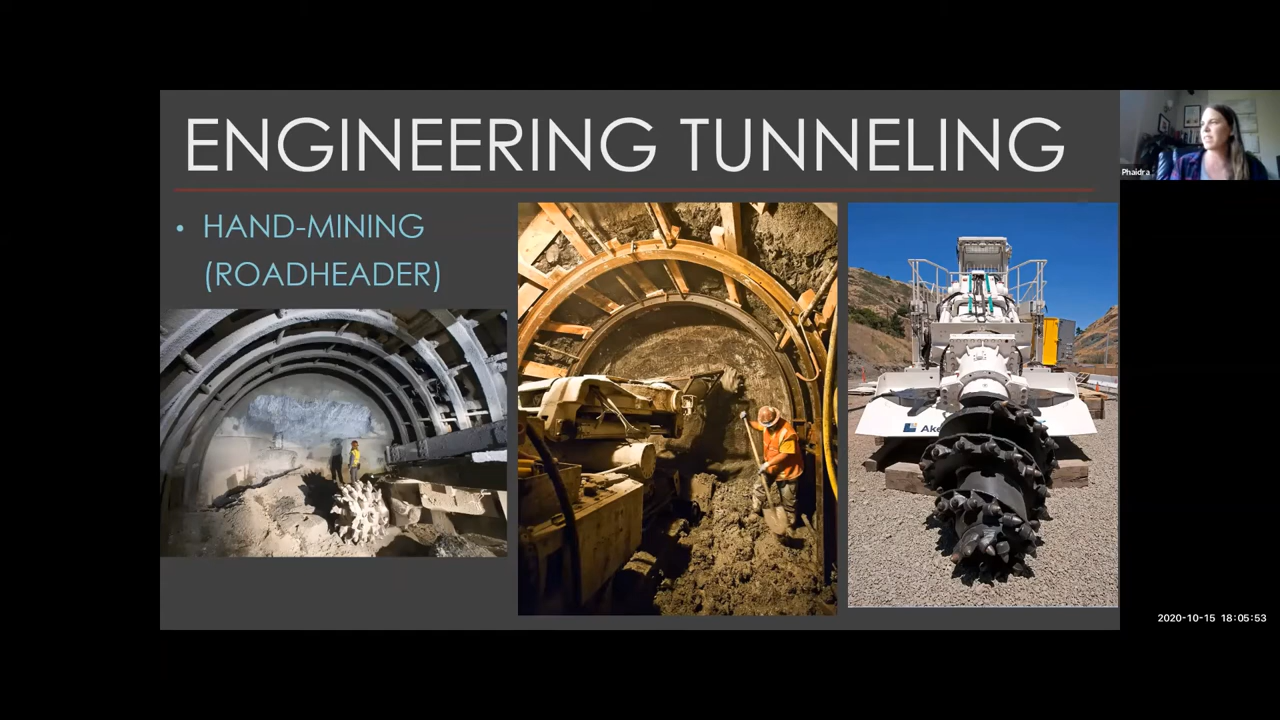 ENGINEERING TUNNELING
• HAND-MINING
(ROADHEADER)
Phaidra
2020-10-15 18:05:53